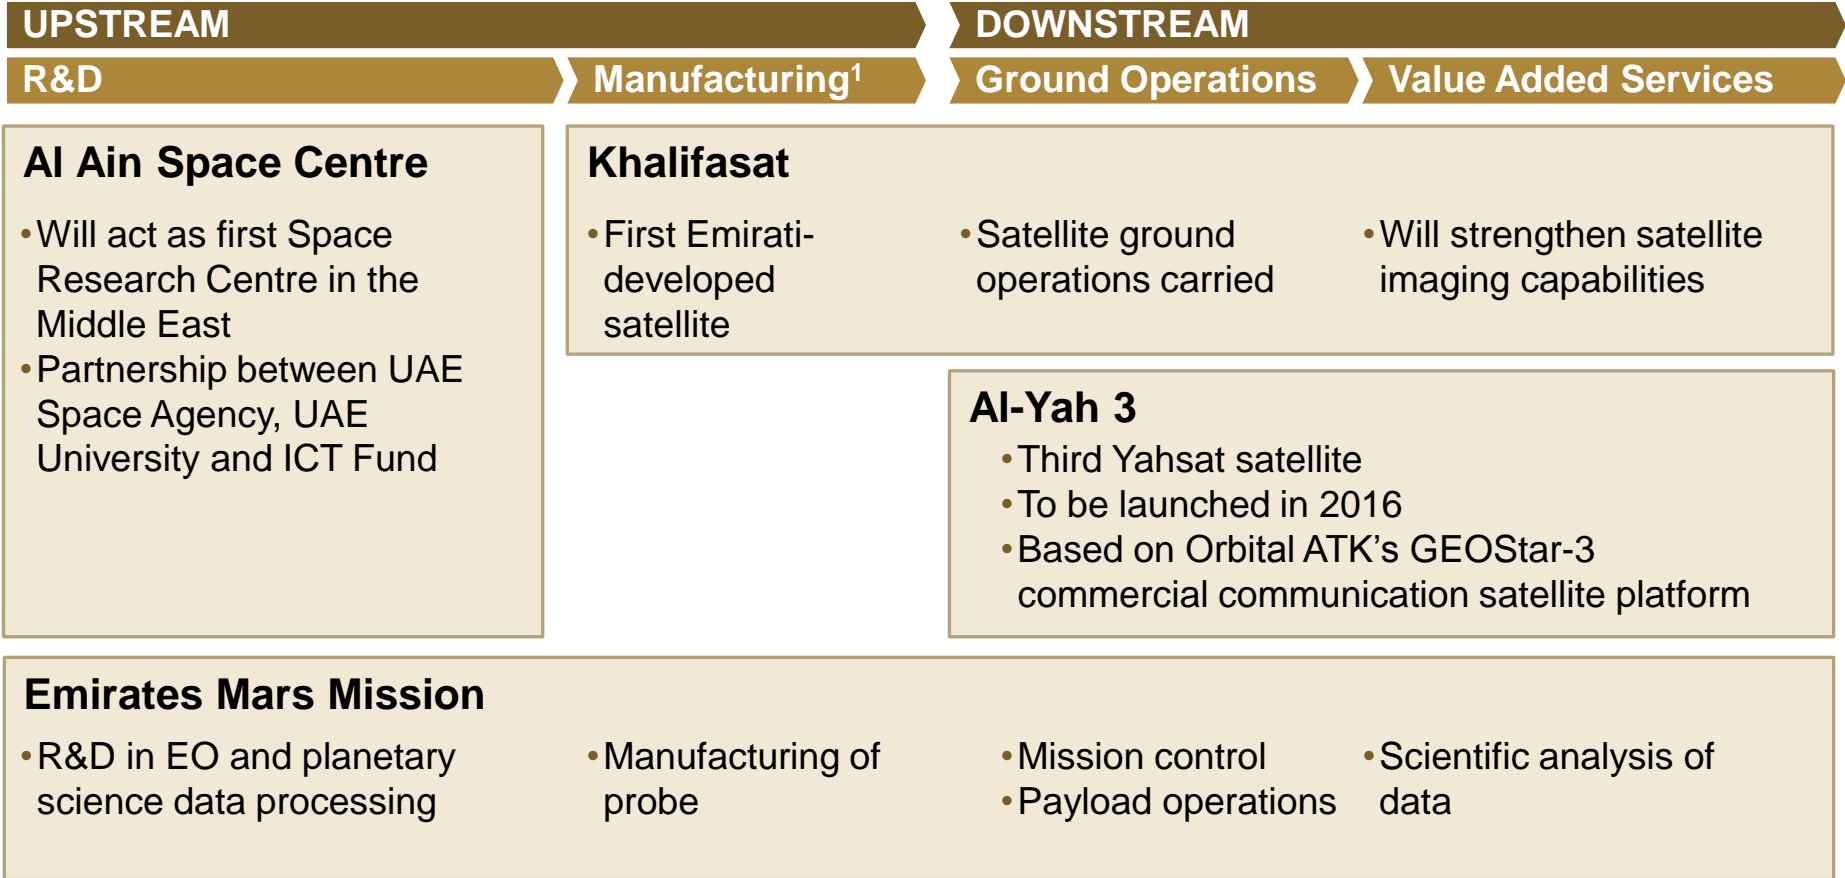 UPSTREAM
DOWNSTREAM
R&D
Manufacturing¹
Ground Operations
Value Added Services
Al Ain Space Centre
•Will act as first Space
Research Centre in the
Middle East
•Partnership between UAE
Space Agency, UAE
University and ICT Fund
Khalifasat
•First Emirati-
developed
satellite
•Satellite ground
operations carried
•Will strengthen satellite
imaging capabilities
Al-Yah 3
•Third Yahsat satellite
•To be launched in 2016
•Based on Orbital ATK’s GEOStar-3
commercial communication satellite platform
Emirates Mars Mission
•R&D in EO and planetary
science data processing
•Manufacturing of
probe
•Mission control
•Payload operations
•Scientific analysis of
data